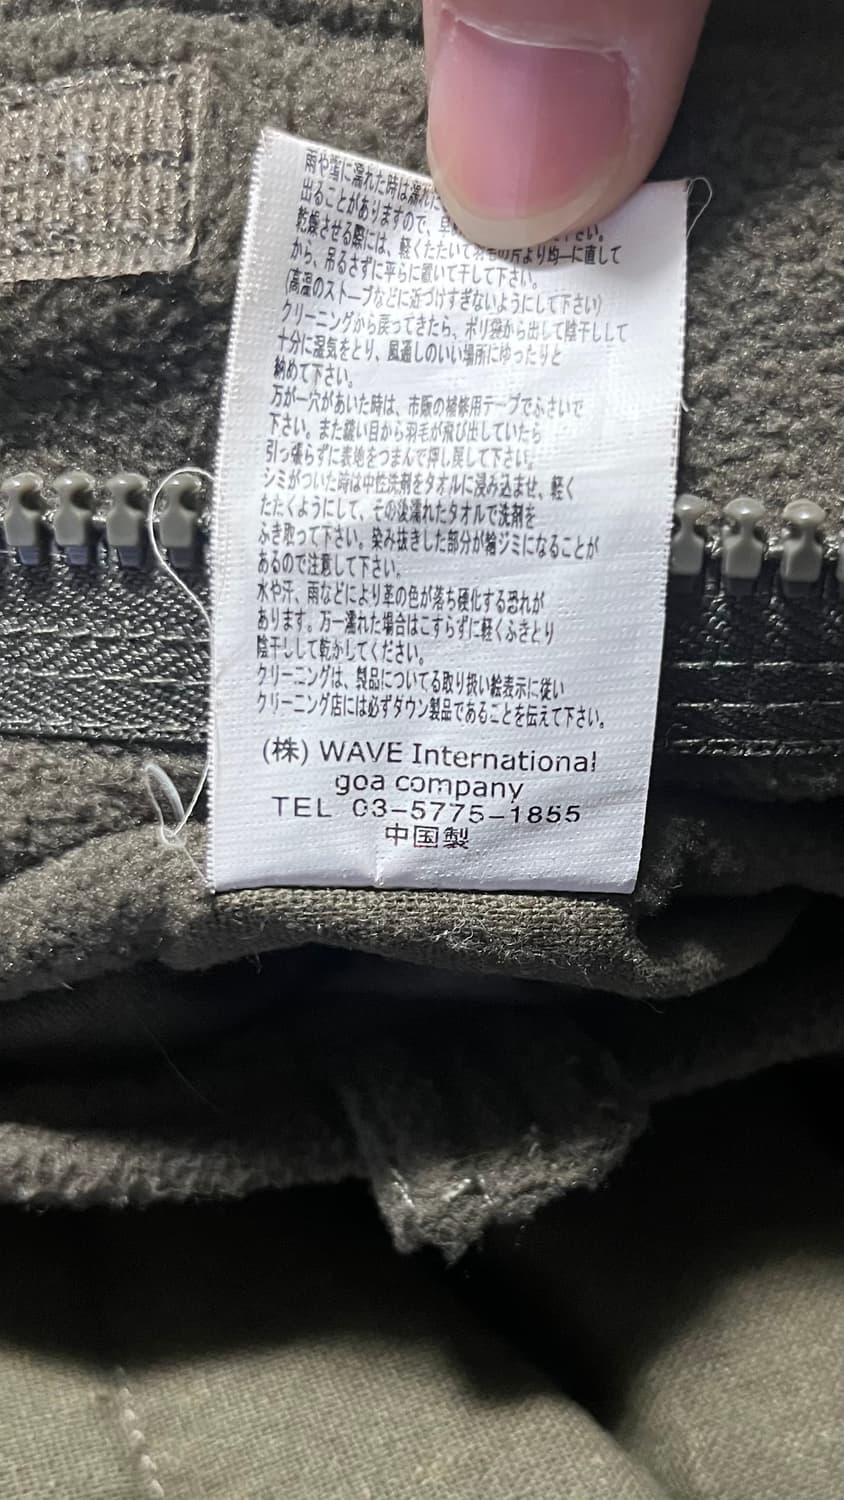 雨や雪に濡れた時は濡れた
出ることがありますので、 下さい。
乾燥させる際には、軽くたたいて羽毛の片より均一に直して
から、吊るさずに平らに置いて干して下さい。
(高温のストーブなどに近づけすぎないようにして下さい)
クリーニングから戻ってきたら、ポリ袋から出して陰干しして
十分に湿気をとり、風通しのいい場所にゆったりと
納めて下さい。
万が一穴があいた時は、市販の補修用テープでふさいで
下さい。また縫い目から羽毛が飛び出していたら
引っ張らずに表地をつまんで押し戻して下さい。
シミがついた時は中性洗剤をタオルに浸み込ませ、軽く
たたくようにして、その後濡れたタオルで洗剤を
ふき取って下さい。染み抜きした部分が輪ジミになることが
あるので注意して下さい。
水や汗、雨などにより革の色が落ち硬化する恐れが
あります。万一濡れた場合はこすらずに軽くふきとり
陰干しして乾かしてください。
クリーニングは、製品についてる取り扱い絵表示に従い
クリーニング店には必ずダウン製品であることを伝えて下さい。
(株) WAVE International
goa company
TEL 03-5775-1855
中国製